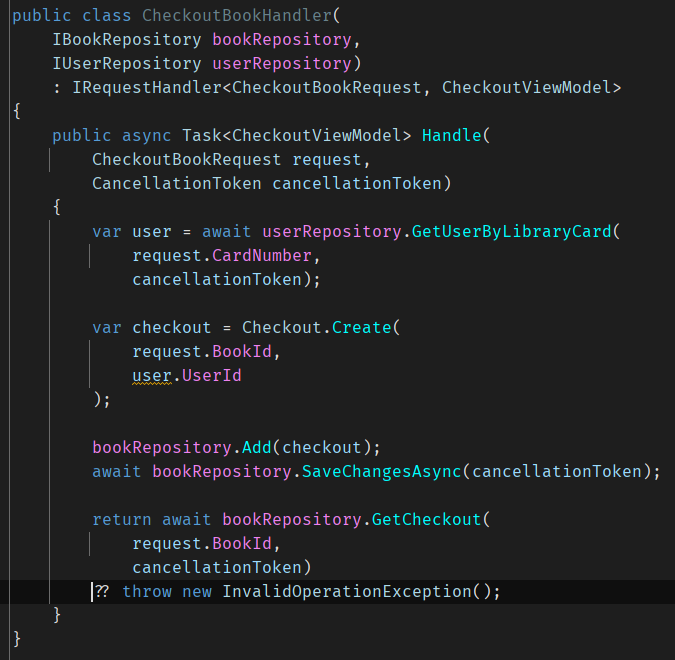 public class CheckoutBookHandler(
    IBookRepository bookRepository,
    IUserRepository userRepository)
    : IRequestHandler<CheckoutBookRequest, CheckoutViewModel>
{
    public async Task<CheckoutViewModel> Handle(
        CheckoutBookRequest request,
        CancellationToken cancellationToken)
    {
        var user = await userRepository.GetUserByLibraryCard(
            request.CardNumber,
            cancellationToken);

        var checkout = Checkout.Create(
            request.BookId,
            user.UserId
        );

        bookRepository.Add(checkout);
        await bookRepository.SaveChangesAsync(cancellationToken);

        return await bookRepository.GetCheckout(
            request.BookId,
            cancellationToken)
        ?? throw new InvalidOperationException();
    }
}